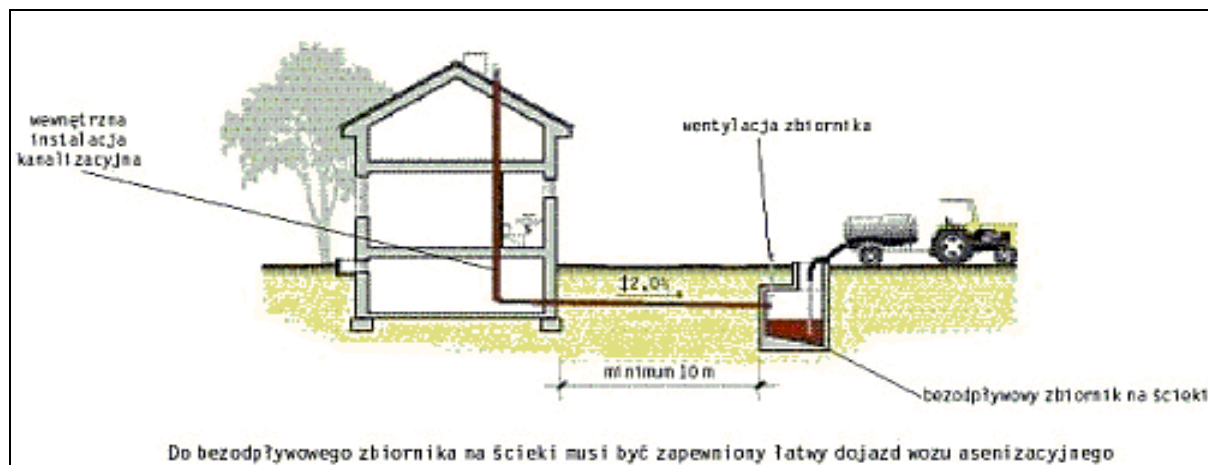 wewnętrzna
instalacja
kanalizacyjna
wentylacja zbiornika
2.0%
minimum 10 m
bezodpływowy zbiornik na ścieki
Do bezodpływowego zbiornika na ścieki musi być zapewniony łatwy dojazd wozu asenizacyjnego